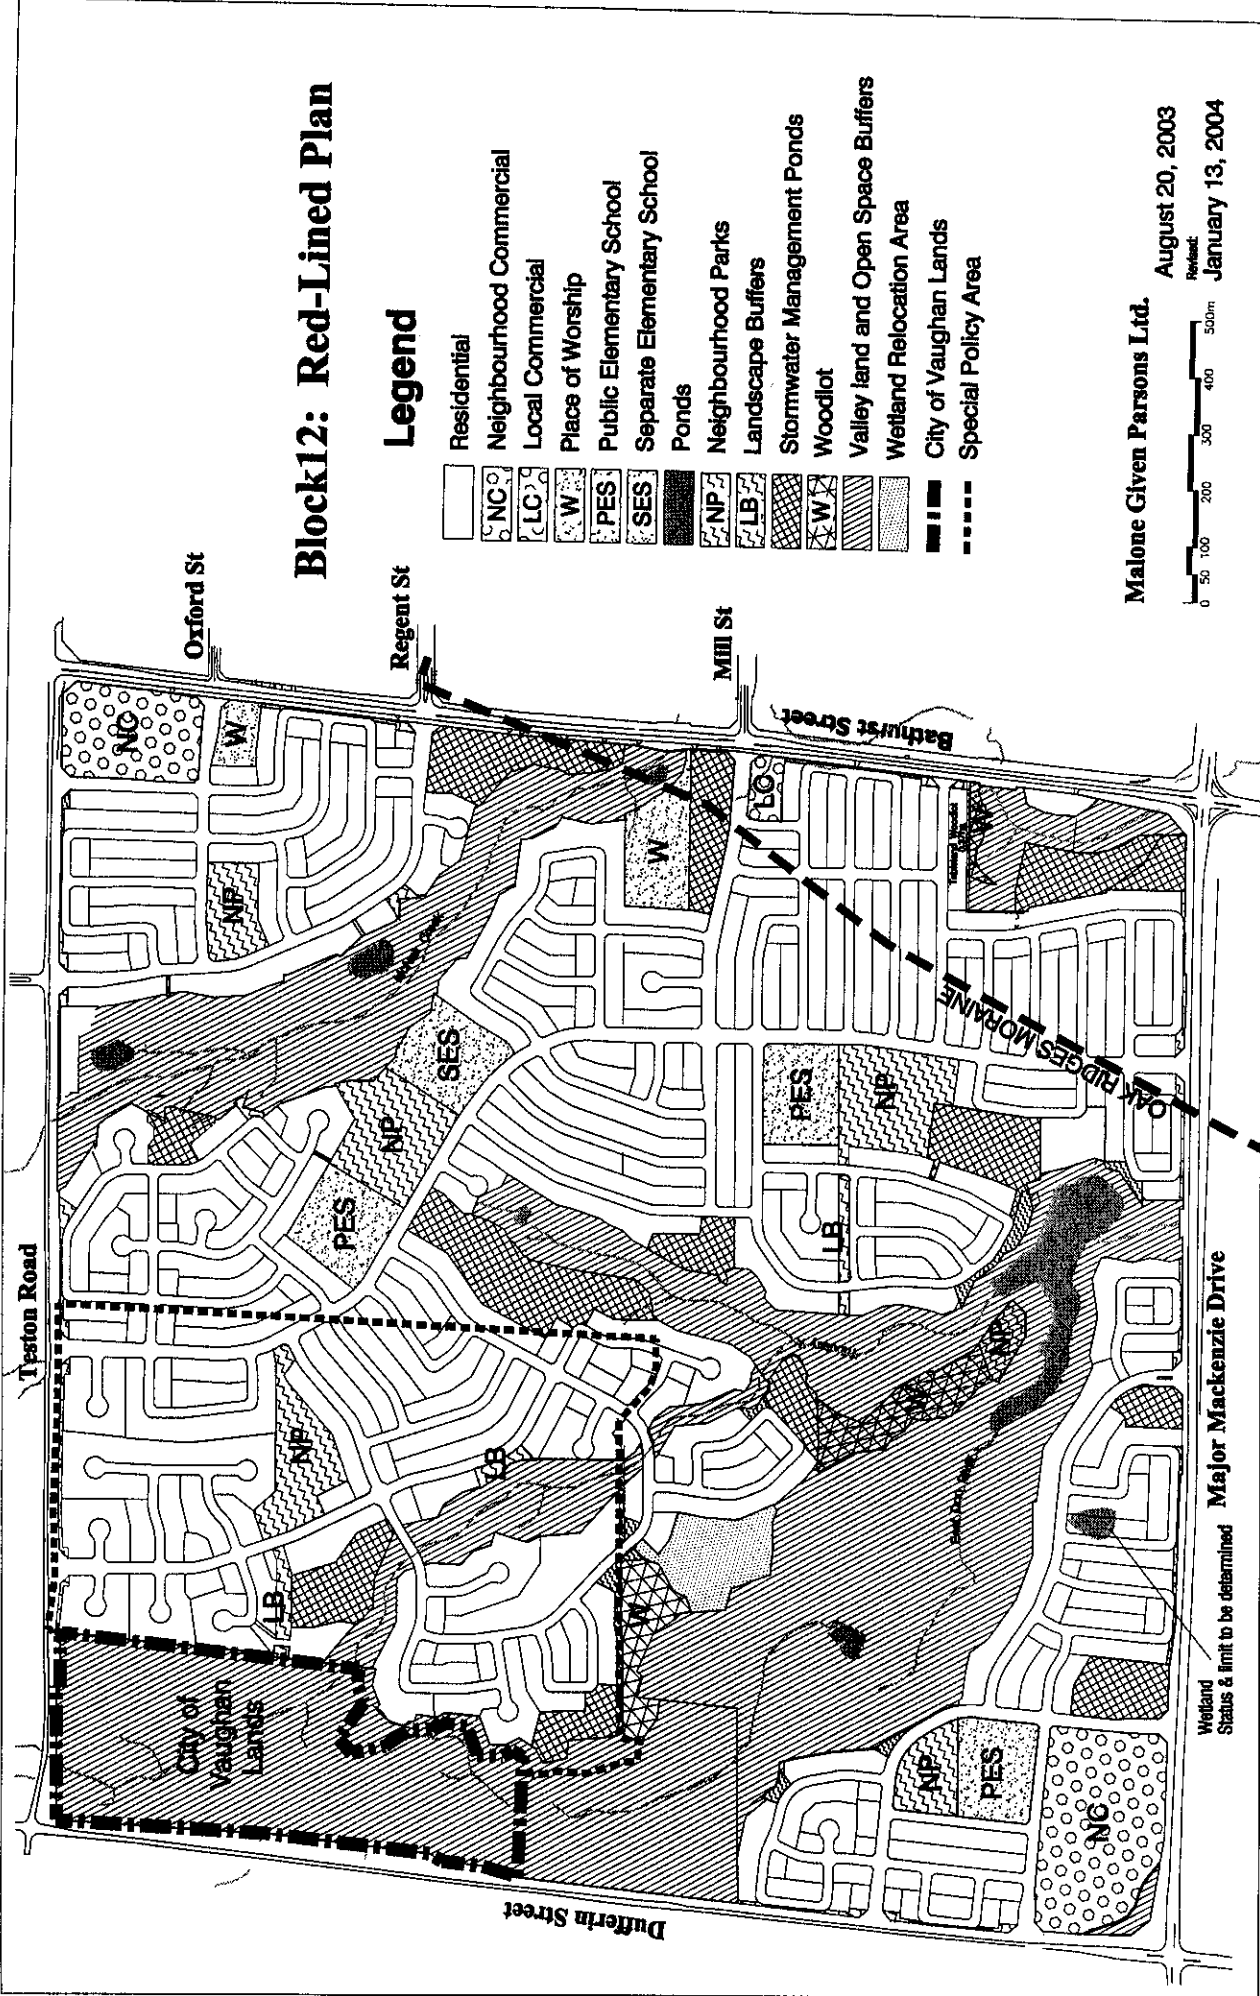 Block12: Red-Lined Plan
Legend
Residential
NC Neighbourhood Commercial
LC Local Commercial
W Place of Worship
PES Public Elementary School
SES Separate Elementary School
Ponds
NP Neighbourhood Parks
LB Landscape Buffers
Stormwater Management Ponds
W Woodlot
Valley land and Open Space Buffers
Wetland Relocation Area
City of Vaughan Lands
Special Policy Area
Malone Given Parsons Ltd.
August 20, 2003
Revised:
January 13, 2004
0 50 100 200 300 400 500m
Oxford St
Regent St
Mill St
Bathurst Street
Teston Road
Major Mackenzie Drive
Dufferin Street
OAK RIDGES MORAINE
City of
Vaughan
Lands
Wetland
Status & limit to be determined
Tableland Woodlot
NC
W
NP
W
LC
W
SES
NP
PES
PES
NP
LB
NP
W
NP
LB
LB
W
NP
PES
NC
East Don River